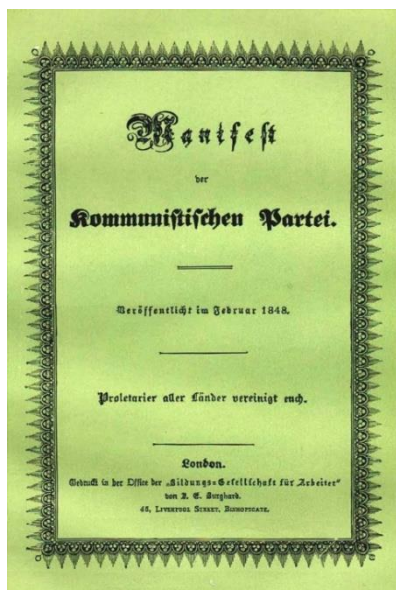 Manifest
der
Kommunistischen Partei.
Veröffentlicht im Februar 1848.
Proletarier aller Länder vereinigt euch.
London.
Gedruckt in der Office der „Bildungs-Gesellschaft für Arbeiter“
von J. E. Burghard.
46, LIVERPOOL STREET, BISHOPSGATE.